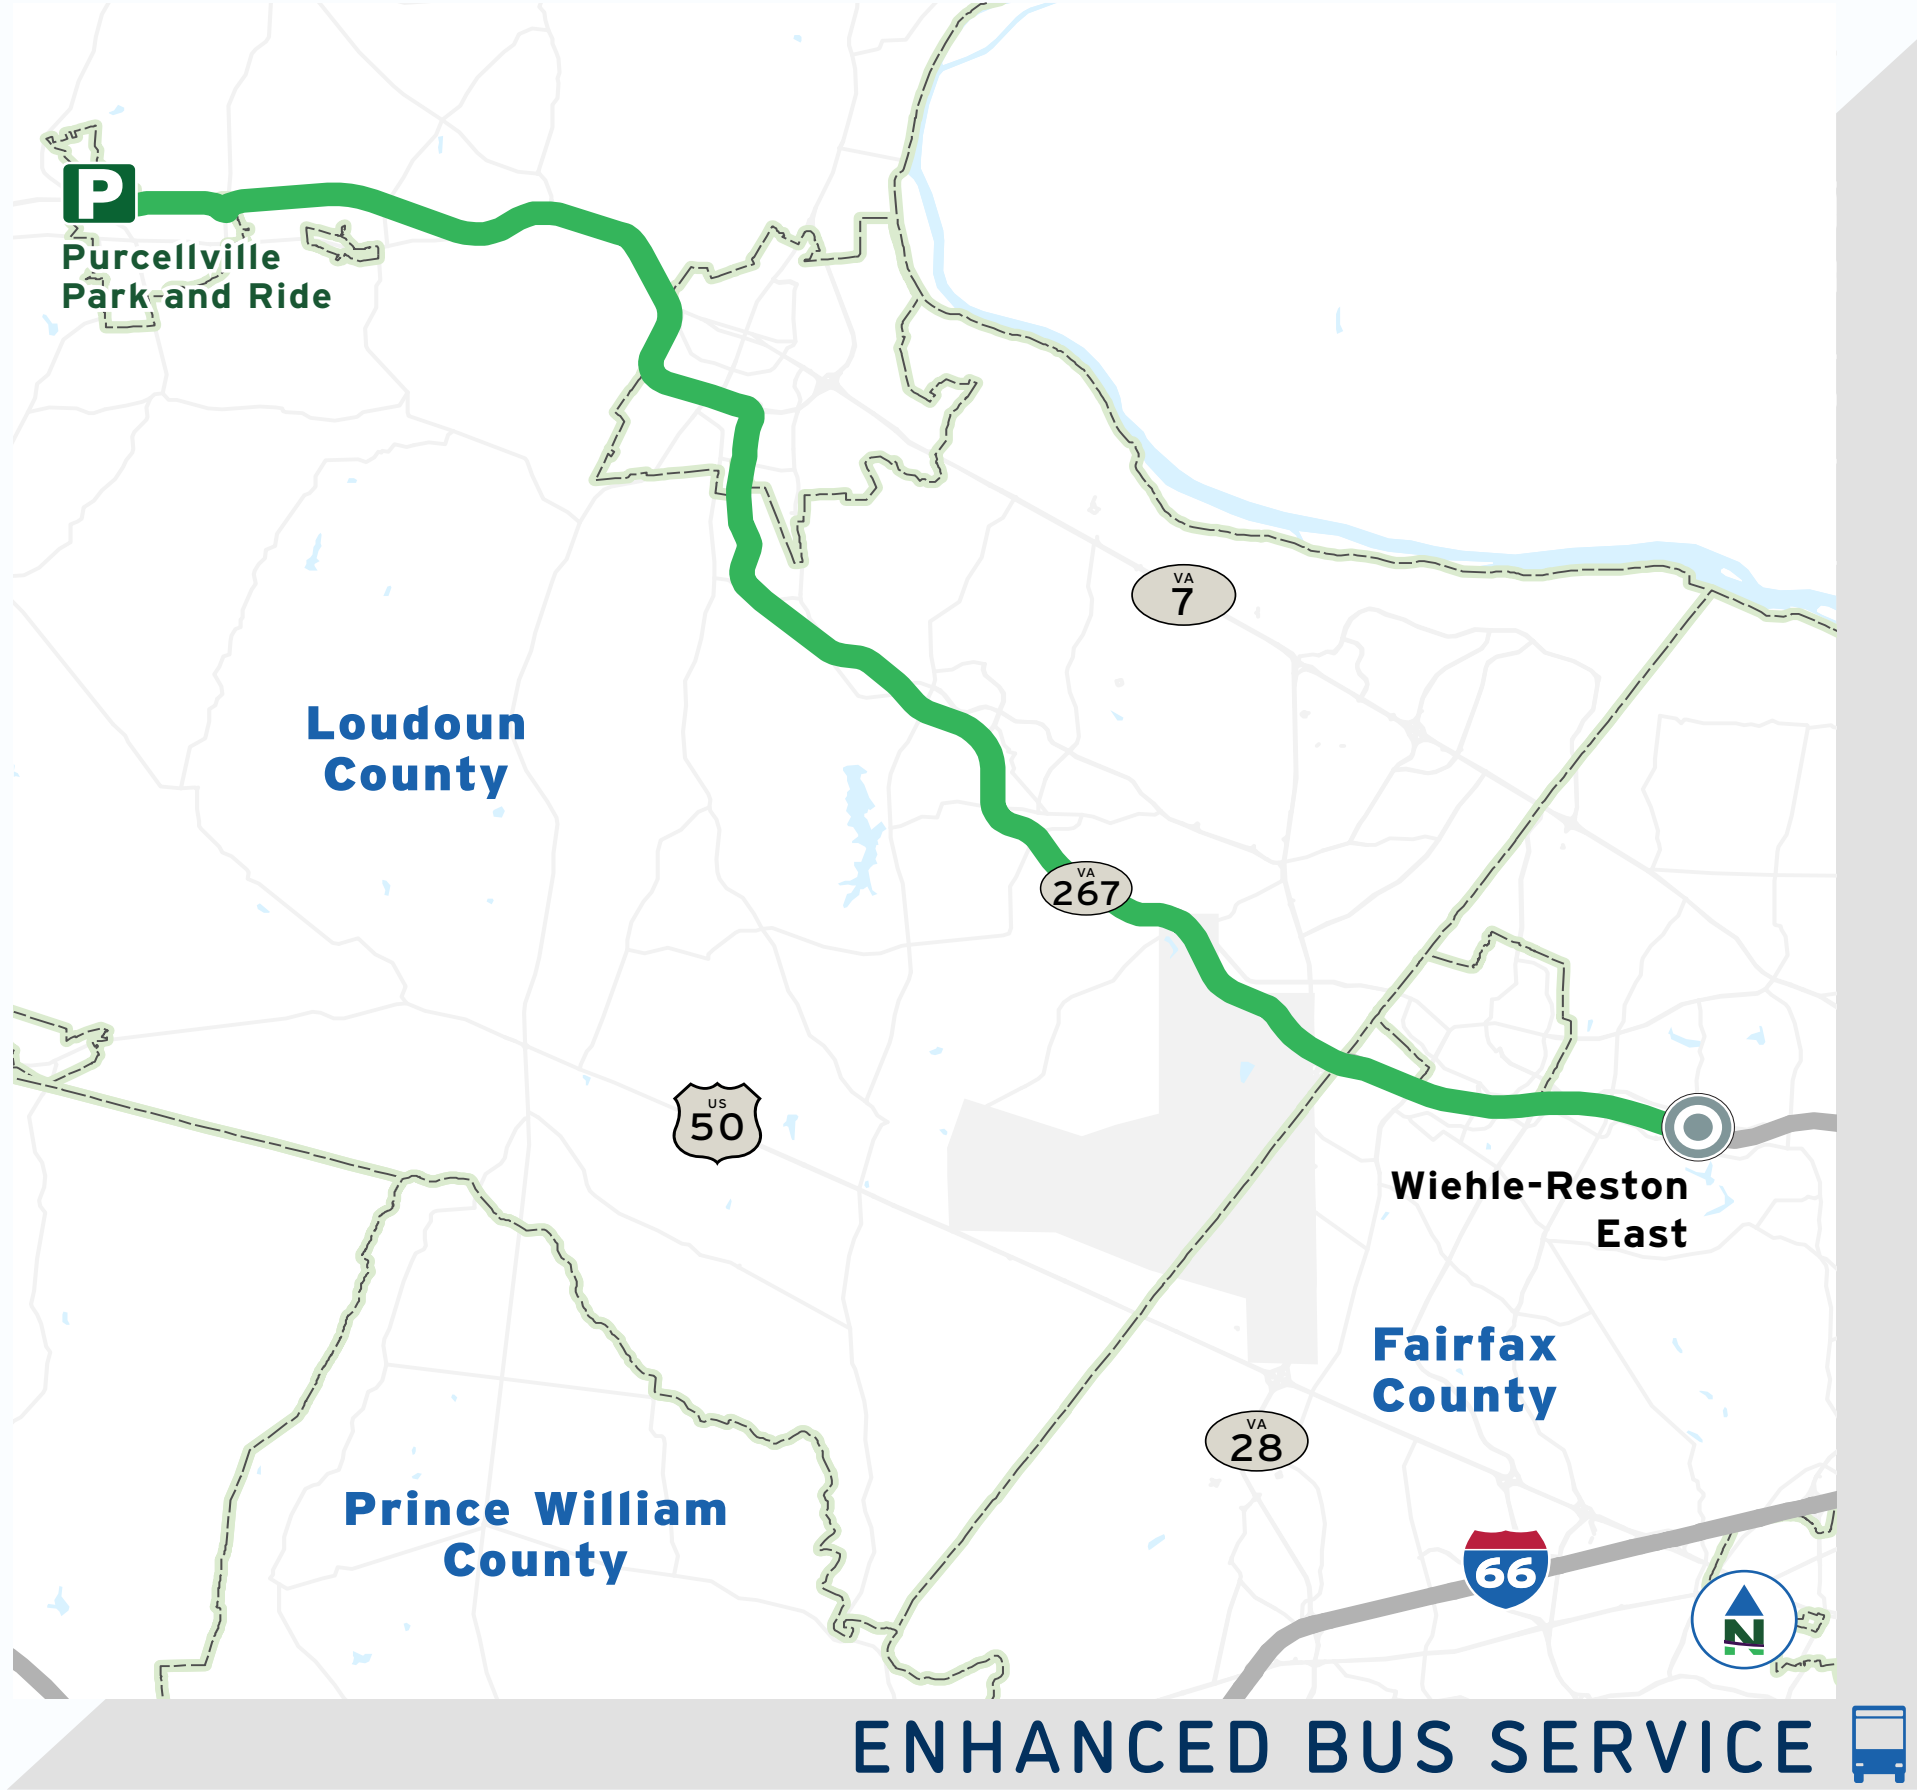 P
Purcellville
Park and Ride
VA
7
Loudoun
County
VA
267
US
50
Wiehle-Reston
East
Fairfax
County
VA
28
Prince William
County
66
N
ENHANCED BUS SERVICE